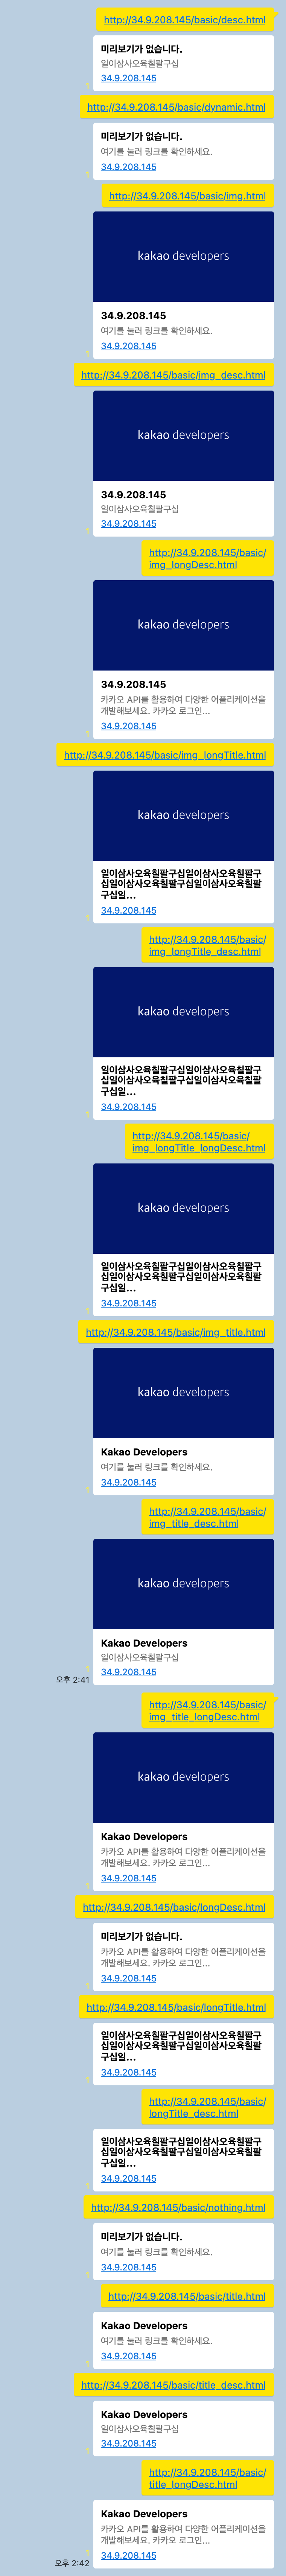 http://34.9.208.145/basic/desc.html
미리보기가 없습니다.
일이삼사오육칠팔구십
34.9.208.145
1
http://34.9.208.145/basic/dynamic.html
미리보기가 없습니다.
여기를 눌러 링크를 확인하세요.
34.9.208.145
1
http://34.9.208.145/basic/img.html
kakao developers
34.9.208.145
여기를 눌러 링크를 확인하세요.
34.9.208.145
1
http://34.9.208.145/basic/img_desc.html
kakao developers
34.9.208.145
일이삼사오육칠팔구십
34.9.208.145
1
http://34.9.208.145/basic/
img_longDesc.html
kakao developers
34.9.208.145
카카오 API를 활용하여 다양한 어플리케이션을
개발해보세요. 카카오 로그인...
34.9.208.145
1
http://34.9.208.145/basic/img_longTitle.html
kakao developers
일이삼사오육칠팔구십일이삼사오육칠팔구
십일이삼사오육칠팔구십일이삼사오육칠팔
구십일...
34.9.208.145
1
http://34.9.208.145/basic/
img_longTitle_desc.html
kakao developers
일이삼사오육칠팔구십일이삼사오육칠팔구
십일이삼사오육칠팔구십일이삼사오육칠팔
구십일...
34.9.208.145
1
http://34.9.208.145/basic/
img_longTitle_longDesc.html
kakao developers
일이삼사오육칠팔구십일이삼사오육칠팔구
십일이삼사오육칠팔구십일이삼사오육칠팔
구십일...
34.9.208.145
1
http://34.9.208.145/basic/img_title.html
kakao developers
Kakao Developers
여기를 눌러 링크를 확인하세요.
34.9.208.145
1
http://34.9.208.145/basic/
img_title_desc.html
kakao developers
Kakao Developers
일이삼사오육칠팔구십
34.9.208.145
1
오후 2:41
http://34.9.208.145/basic/
img_title_longDesc.html
kakao developers
Kakao Developers
카카오 API를 활용하여 다양한 어플리케이션을
개발해보세요. 카카오 로그인...
34.9.208.145
1
http://34.9.208.145/basic/longDesc.html
미리보기가 없습니다.
카카오 API를 활용하여 다양한 어플리케이션을
개발해보세요. 카카오 로그인...
34.9.208.145
1
http://34.9.208.145/basic/longTitle.html
일이삼사오육칠팔구십일이삼사오육칠팔구
십일이삼사오육칠팔구십일이삼사오육칠팔
구십일...
34.9.208.145
1
http://34.9.208.145/basic/
longTitle_desc.html
일이삼사오육칠팔구십일이삼사오육칠팔구
십일이삼사오육칠팔구십일이삼사오육칠팔
구십일...
34.9.208.145
1
http://34.9.208.145/basic/nothing.html
미리보기가 없습니다.
여기를 눌러 링크를 확인하세요.
34.9.208.145
1
http://34.9.208.145/basic/title.html
Kakao Developers
여기를 눌러 링크를 확인하세요.
34.9.208.145
1
http://34.9.208.145/basic/title_desc.html
Kakao Developers
일이삼사오육칠팔구십
34.9.208.145
1
http://34.9.208.145/basic/
title_longDesc.html
Kakao Developers
카카오 API를 활용하여 다양한 어플리케이션을
개발해보세요. 카카오 로그인...
34.9.208.145
1
오후 2:42